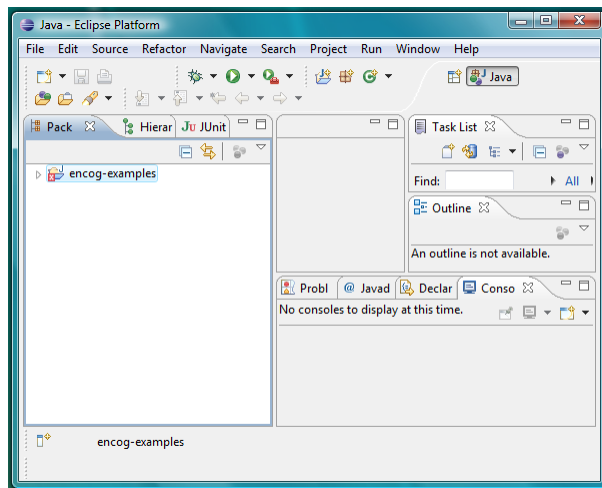 Java - Eclipse Platform
File Edit Source Refactor Navigate Search Project Run Window Help
Java
Pack Hierar Ju JUnit
encog-examples
Task List
Find: All
Outline
An outline is not available.
Probl @ Javad Declar Conso
No consoles to display at this time.
encog-examples